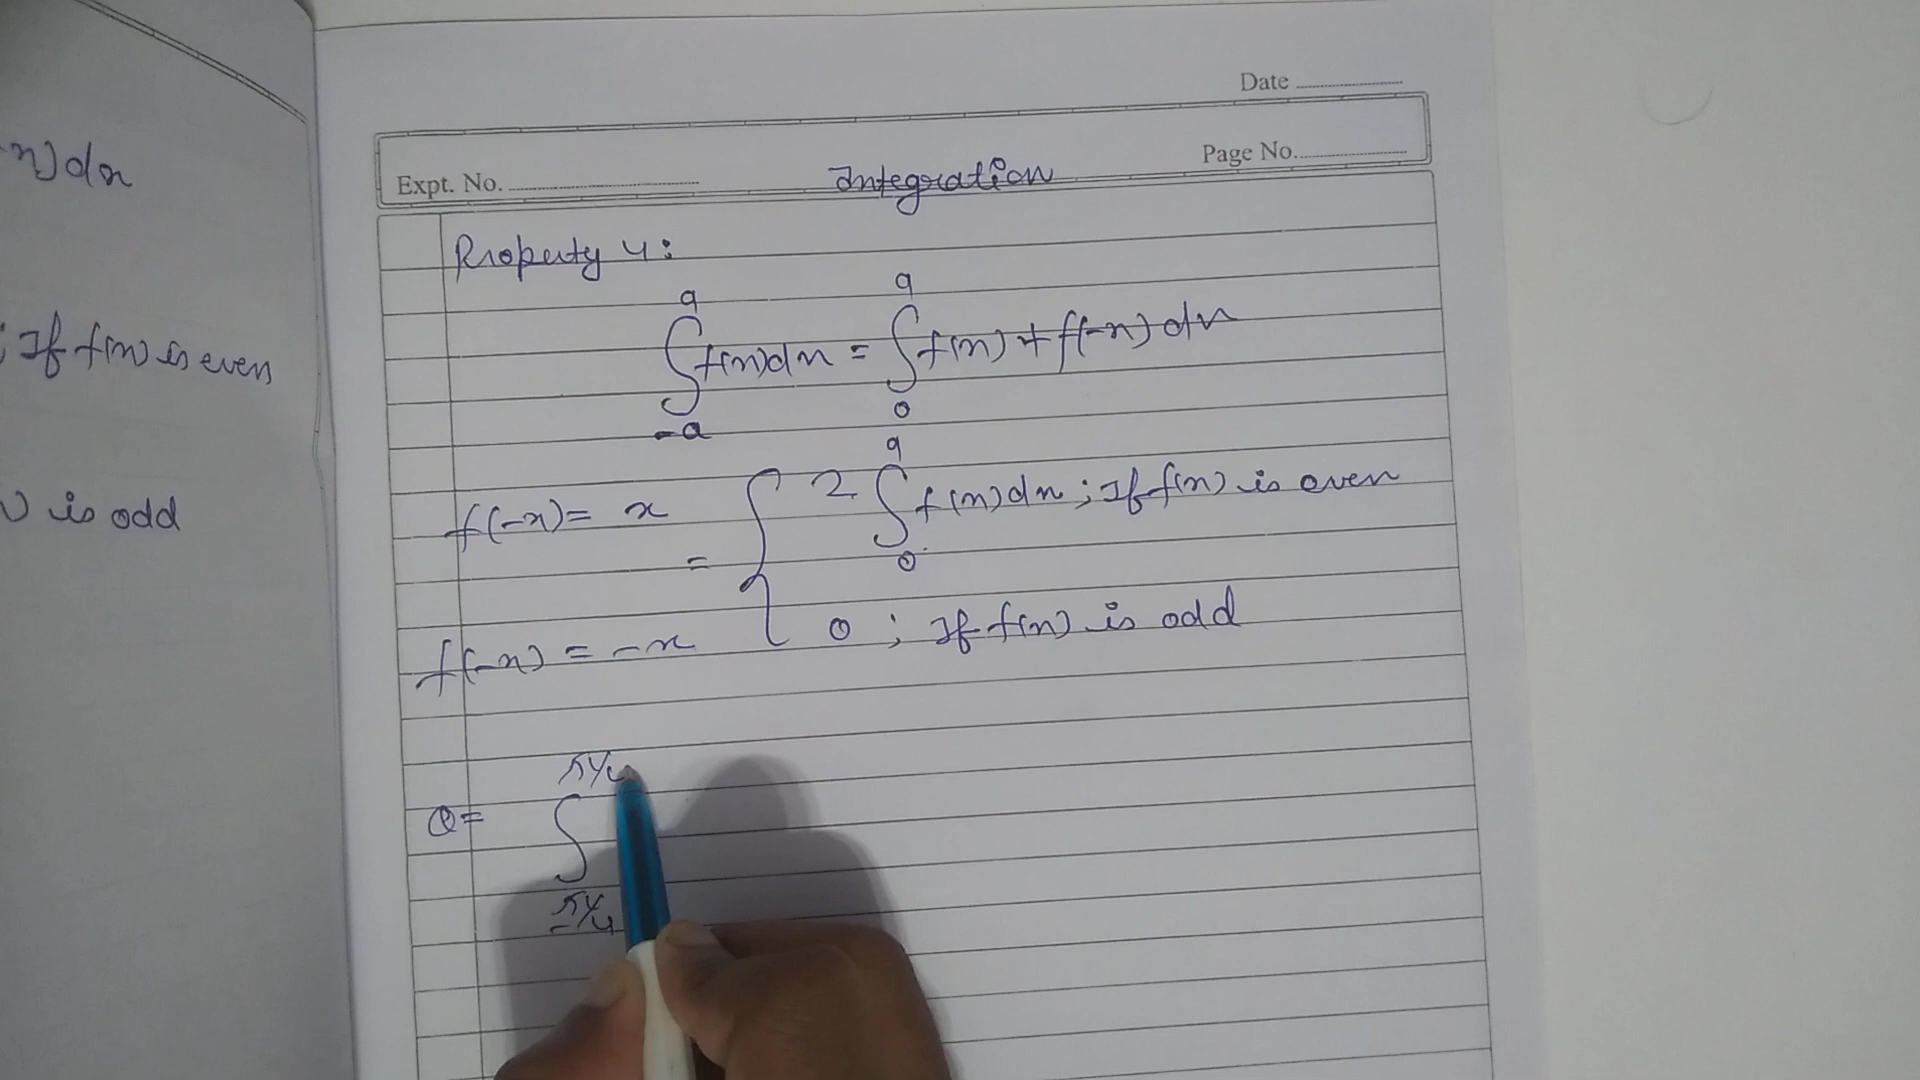 x) dx
; If f(x) is even
) is odd
Date
Expt. No.
Integration
Page No.
Property 4:
∫_{-a}^{a} f(x)dx = ∫_{0}^{a} f(x) + f(-x) dx
f(-x) = x
= { 2 ∫_{0}^{a} f(x)dx ; If f(x) is even
f(-x) = -x
0 ; If f(x) is odd
Q= ∫_{-π/4}^{π/4}